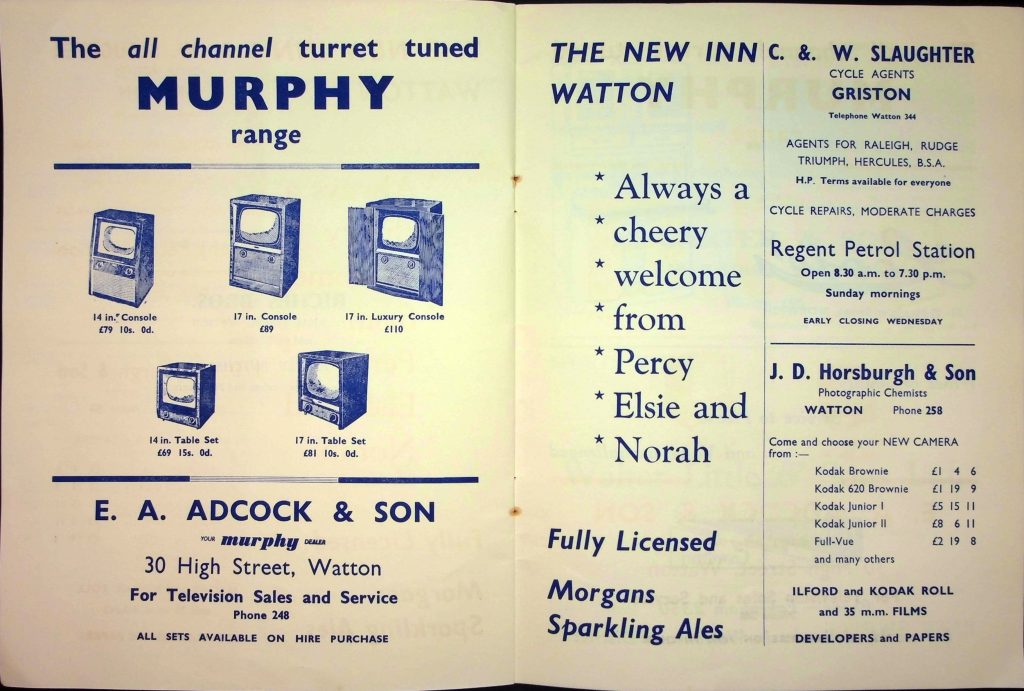 The all channel turret tuned
MURPHY
range
14 in. Console
£79 10s. 0d.
17 in. Console
£89
17 in. Luxury Console
£110
14 in. Table Set
£69 15s. 0d.
17 in. Table Set
£81 10s. 0d.
E. A. ADCOCK & SON
YOUR murphy DEALER
30 High Street, Watton
For Television Sales and Service
Phone 248
ALL SETS AVAILABLE ON HIRE PURCHASE
THE NEW INN
WATTON
* Always a
* cheery
* welcome
* from
* Percy
* Elsie and
* Norah
Fully Licensed
Morgans
Sparkling Ales
C. & W. SLAUGHTER
CYCLE AGENTS
GRISTON
Telephone Watton 344
AGENTS FOR RALEIGH, RUDGE
TRIUMPH, HERCULES, B.S.A.
H.P. Terms available for everyone
CYCLE REPAIRS, MODERATE CHARGES
Regent Petrol Station
Open 8.30 a.m. to 7.30 p.m.
Sunday mornings
EARLY CLOSING WEDNESDAY
J. D. Horsburgh & Son
Photographic Chemists
WATTON Phone 258
Come and choose your NEW CAMERA
from :—
Kodak Brownie £1 4 6
Kodak 620 Brownie £1 19 9
Kodak Junior I £5 15 11
Kodak Junior II £8 6 11
Full-Vue £2 19 8
and many others
ILFORD and KODAK ROLL
and 35 m.m. FILMS
DEVELOPERS and PAPERS